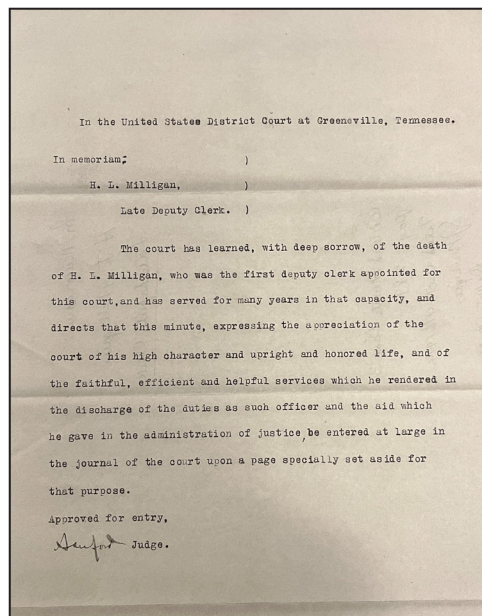 In the United States District Court at Greeneville, Tennessee.
In memoriam; )
H. L. Milligan, )
Late Deputy Clerk. )
The court has learned, with deep sorrow, of the death
of H. L. Milligan, who was the first deputy clerk appointed for
this court,and has served for many years in that capacity, and
directs that this minute, expressing the appreciation of the
court of his high character and upright and honored life, and of
the faithful, efficient and helpful services which he rendered in
the discharge of the duties as such officer and the aid which
he gave in the administration of justice,be entered at large in
the journal of the court upon a page specially set aside for
that purpose.
Approved for entry,
Sanford Judge.